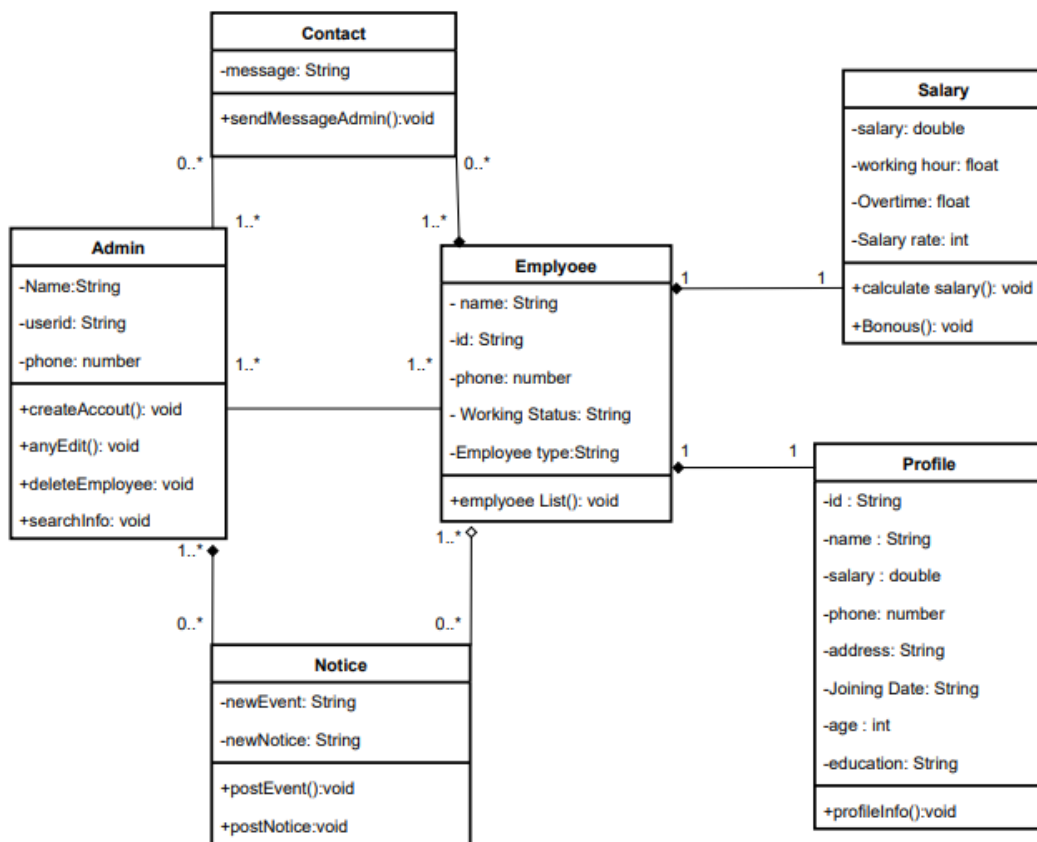 Contact
-message: String
+sendMessageAdmin():void
0..*
0..*
1..*
1..*
Admin
-Name:String
-userid: String
-phone: number
+createAccout(): void
+anyEdit(): void
+deleteEmployee: void
+searchInfo: void
1..*
1..*
Emplyoee
- name: String
-id: String
-phone: number
- Working Status: String
-Employee type:String
+emplyoee List(): void
1
1
Salary
-salary: double
-working hour: float
-Overtime: float
-Salary rate: int
+calculate salary(): void
+Bonous(): void
1
1
Profile
-id : String
-name : String
-salary : double
-phone: number
-address: String
-Joining Date: String
-age : int
-education: String
+profileInfo():void
1..*
1..*
0..*
0..*
Notice
-newEvent: String
-newNotice: String
+postEvent():void
+postNotice:void